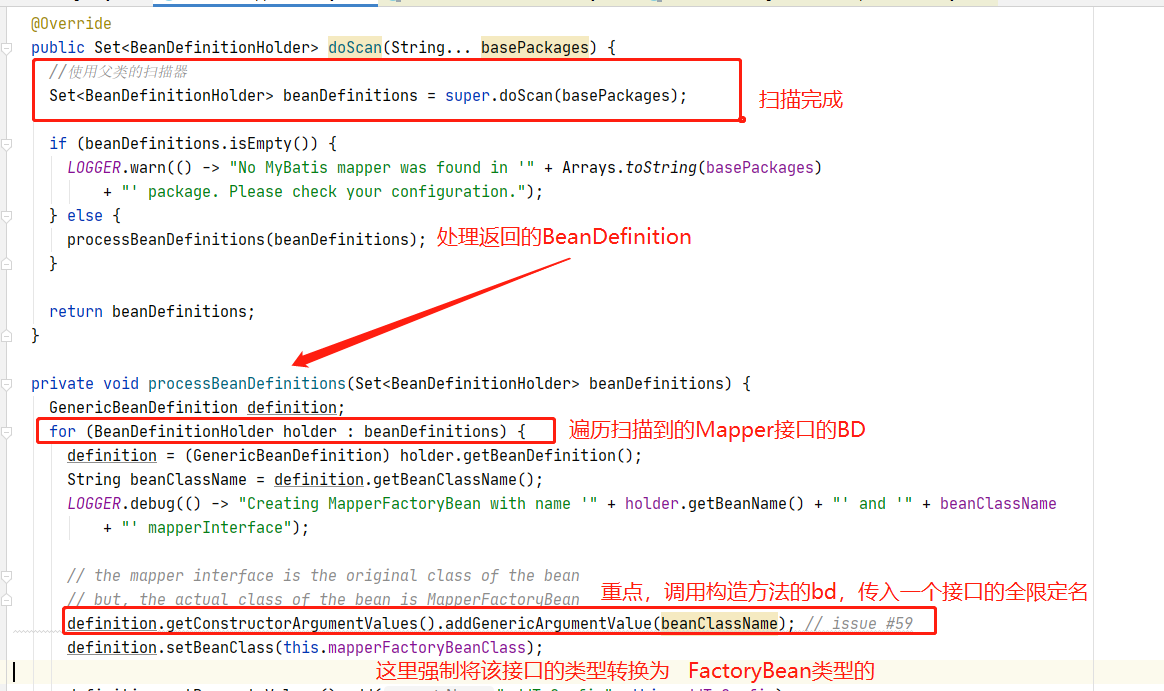 @Override
public Set<BeanDefinitionHolder> doScan(String... basePackages) {
//使用父类的扫描器
Set<BeanDefinitionHolder> beanDefinitions = super.doScan(basePackages);
扫描完成
if (beanDefinitions.isEmpty()) {
LOGGER.warn(() -> "No MyBatis mapper was found in '" + Arrays.toString(basePackages)
+ "' package. Please check your configuration.");
} else {
processBeanDefinitions(beanDefinitions); 处理返回的BeanDefinition
}
return beanDefinitions;
}
private void processBeanDefinitions(Set<BeanDefinitionHolder> beanDefinitions) {
GenericBeanDefinition definition;
for (BeanDefinitionHolder holder : beanDefinitions) { 遍历扫描到的Mapper接口的BD
definition = (GenericBeanDefinition) holder.getBeanDefinition();
String beanClassName = definition.getBeanClassName();
LOGGER.debug(() -> "Creating MapperFactoryBean with name '" + holder.getBeanName() + "' and '" + beanClassName
+ "' mapperInterface");
// the mapper interface is the original class of the bean
// but, the actual class of the bean is MapperFactoryBean 重点，调用构造方法的bd，传入一个接口的全限定名
definition.getConstructorArgumentValues().addGenericArgumentValue(beanClassName); // issue #59
definition.setBeanClass(this.mapperFactoryBeanClass);
这里强制将该接口的类型转换为 FactoryBean类型的